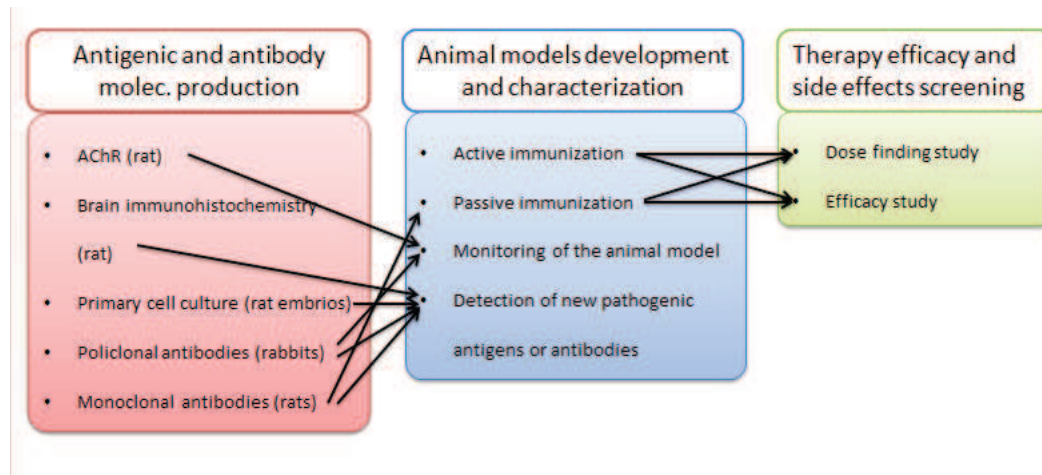 Antigenic and antibody
molec. production
• AChR (rat)
• Brain immunohistochemistry
(rat)
• Primary cell culture (rat embrios)
• Policlonal antibodies (rabbits)
• Monoclonal antibodies (rats)
Animal models development
and characterization
• Active immunization
• Passive immunization
• Monitoring of the animal model
• Detection of new pathogenic
antigens or antibodies
Therapy efficacy and
side effects screening
• Dose finding study
• Efficacy study